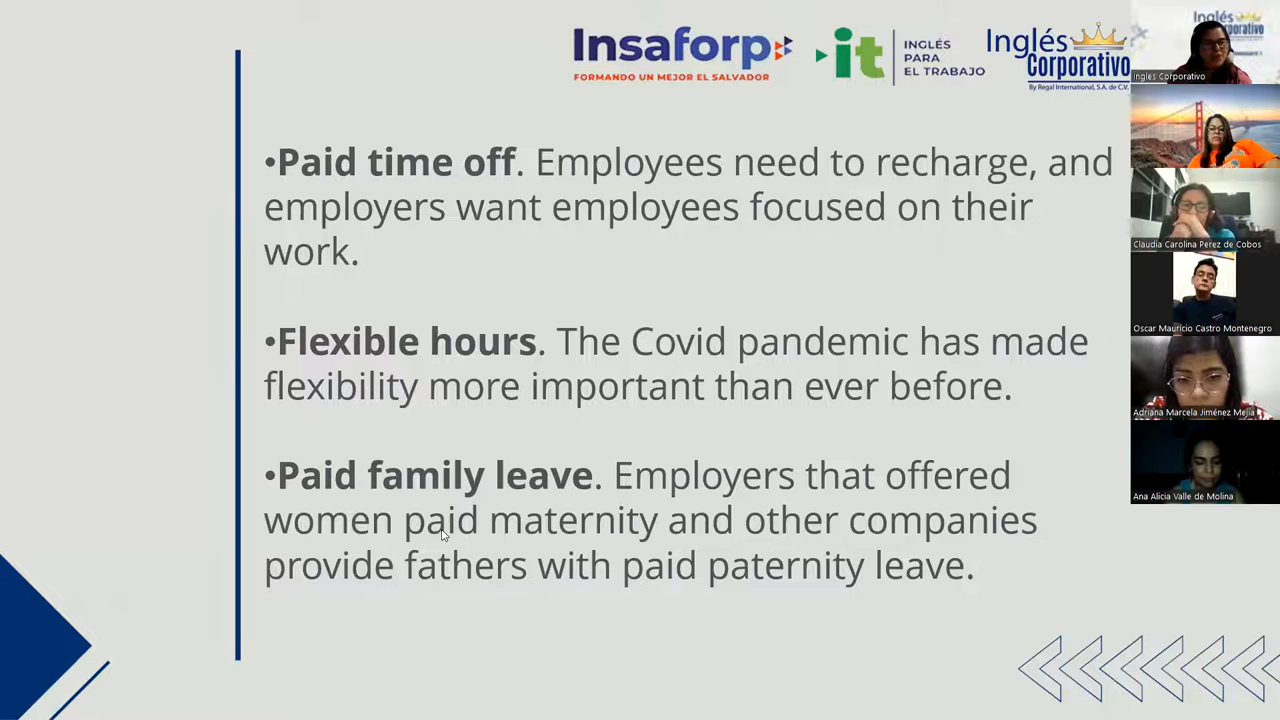 Insaforp
FORMANDO UN MEJOR EL SALVADOR
it
INGLÉS
PARA
EL TRABAJO
Inglés
Corporativo
By Regal International, S.A. de C.V.
•Paid time off. Employees need to recharge, and
employers want employees focused on their
work.
•Flexible hours. The Covid pandemic has made
flexibility more important than ever before.
•Paid family leave. Employers that offered
women paid maternity and other companies
provide fathers with paid paternity leave.
Inglés
Ingles Corporativo
Claudia Carolina Perez de Cobos
Oscar Mauricio Castro Montenegro
Adriana Marcela Jiménez Mejía
Ana Alicia Valle de Molina